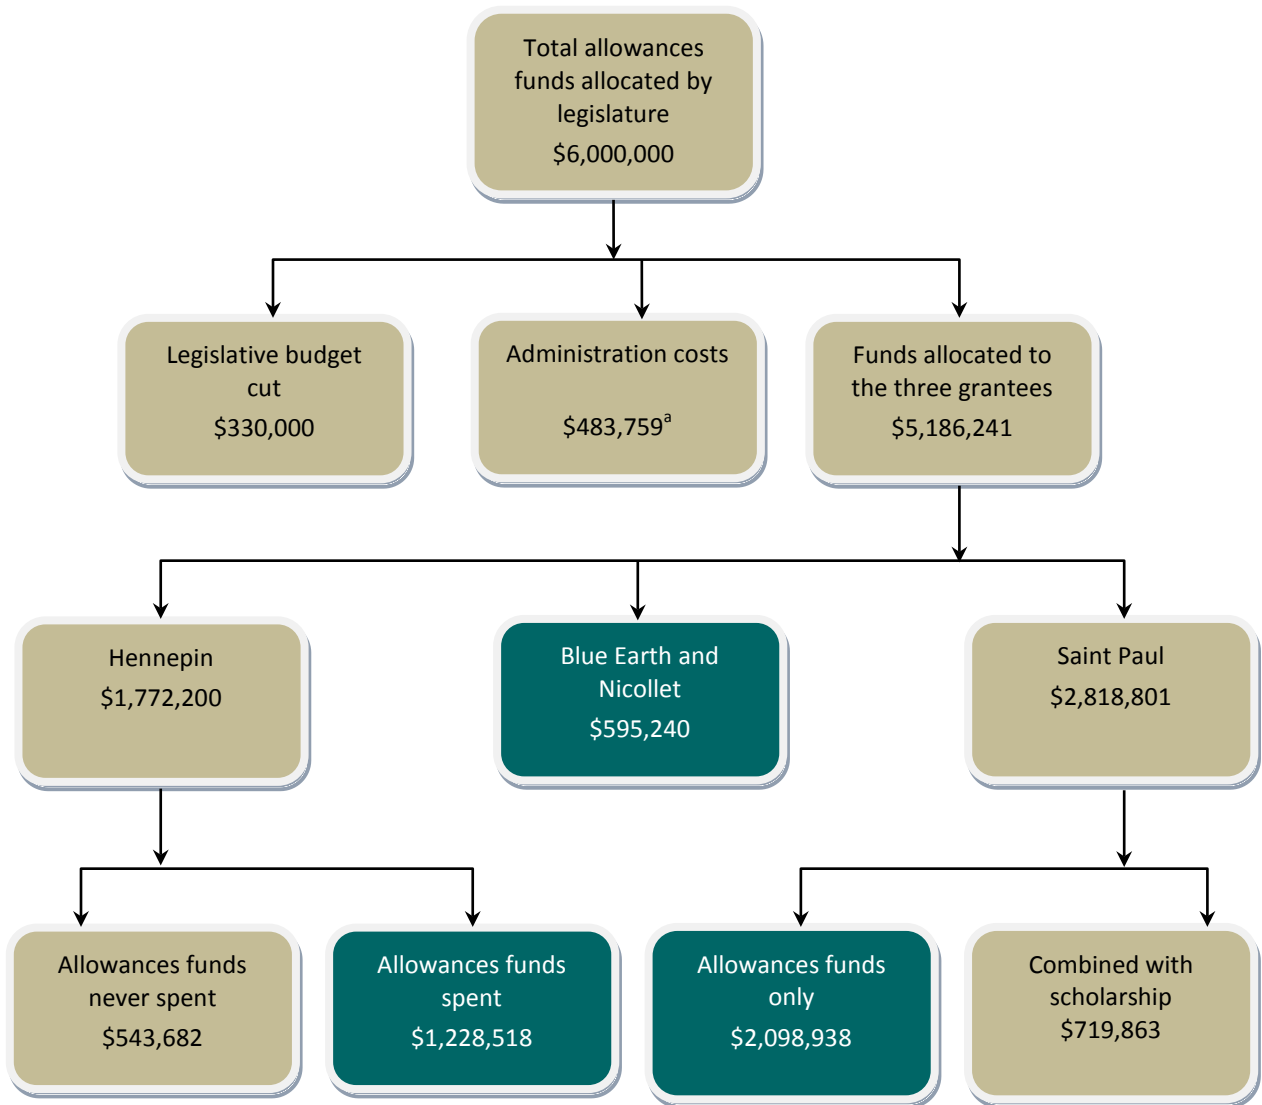 Total allowances
funds allocated by
legislature
$6,000,000
Legislative budget
cut
$330,000
Administration costs
$483,759a
Funds allocated to
the three grantees
$5,186,241
Hennepin
$1,772,200
Blue Earth and
Nicollet
$595,240
Saint Paul
$2,818,801
Allowances funds
never spent
$543,682
Allowances funds
spent
$1,228,518
Allowances funds
only
$2,098,938
Combined with
scholarship
$719,863